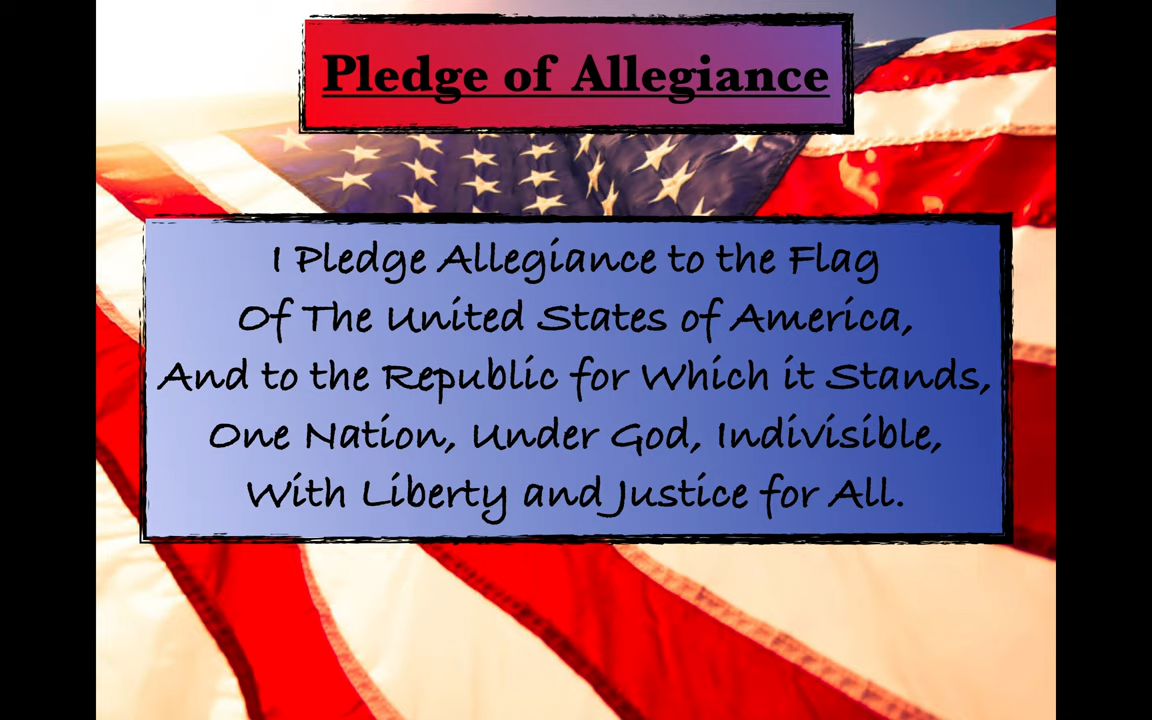 Pledge of Allegiance
I Pledge Allegiance to the Flag
Of The United States of America,
And to the Republic for Which it Stands,
One Nation, Under God, Indivisible,
With Liberty and Justice for All.